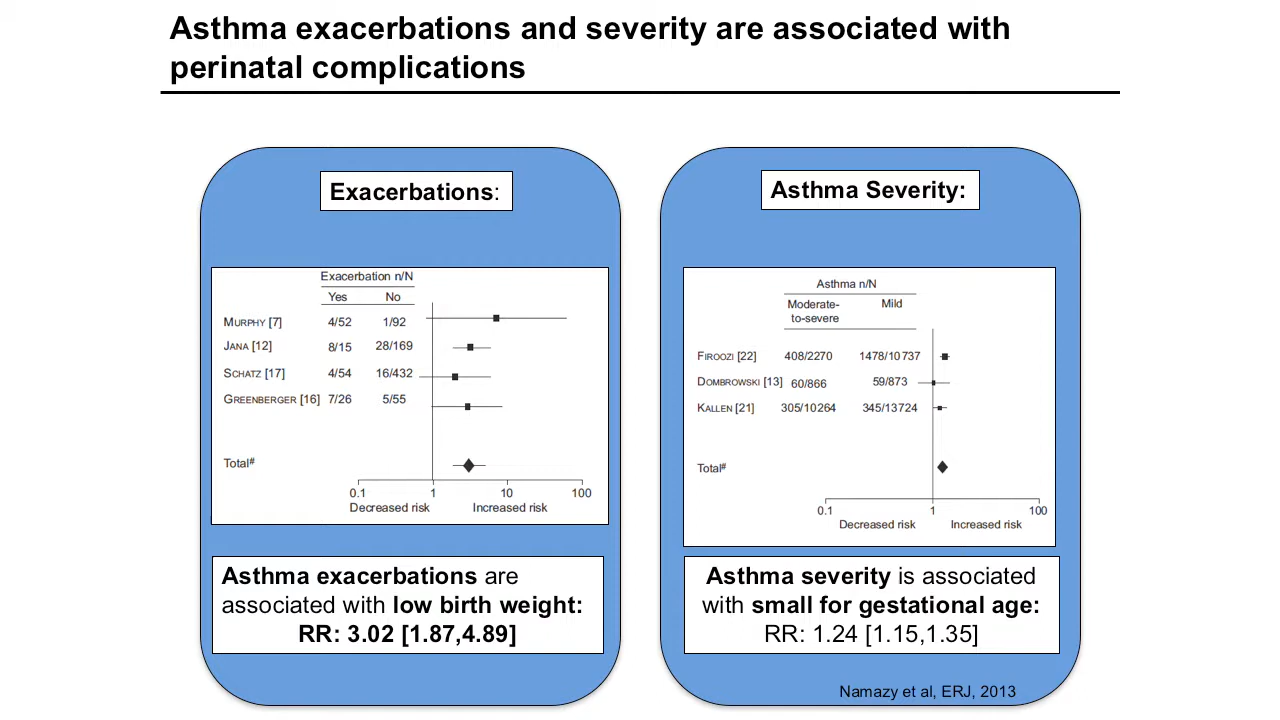 Asthma exacerbations and severity are associated with
perinatal complications
Exacerbations:
Exacerbation n/N
Yes No
MURPHY [7] 4/52 1/92
JANA [12] 8/15 28/169
SCHATZ [17] 4/54 16/432
GREENBERGER [16] 7/26 5/55
Total#
0.1 1 10 100
Decreased risk Increased risk
Asthma exacerbations are
associated with low birth weight:
RR: 3.02 [1.87,4.89]
Asthma Severity:
Asthma n/N
Moderate- Mild
to-severe
FIROOZI [22] 408/2270 1478/10 737
DOMBROWSKI [13] 60/866 59/873
KALLEN [21] 305/10 264 345/13 724
Total#
0.1 1 100
Decreased risk Increased risk
Asthma severity is associated
with small for gestational age:
RR: 1.24 [1.15,1.35]
Namazy et al, ERJ, 2013